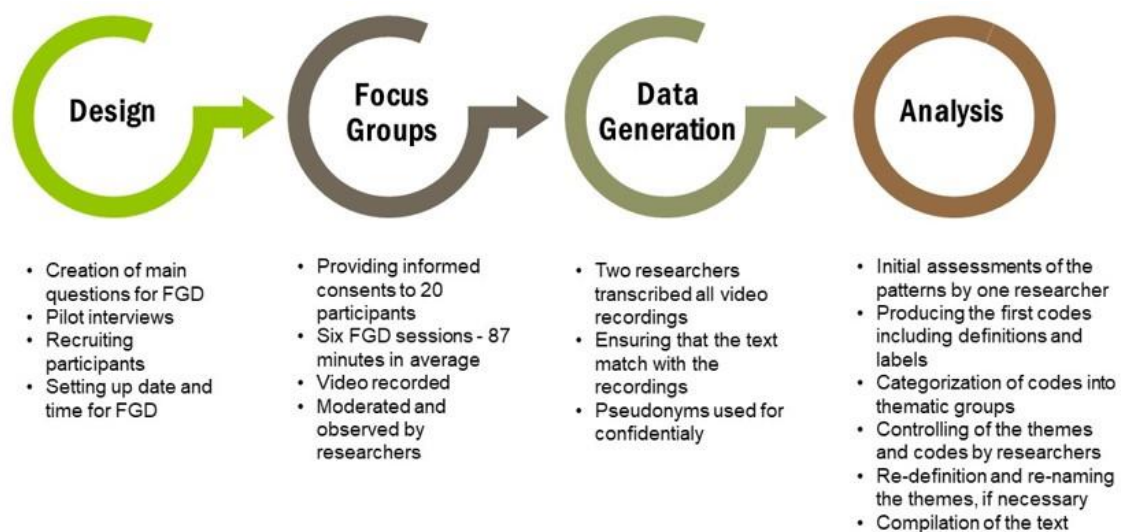 Design
• Creation of main
questions for FGD
• Pilot interviews
• Recruiting
participants
• Setting up date and
time for FGD
Focus
Groups
• Providing informed
consents to 20
participants
• Six FGD sessions - 87
minutes in average
• Video recorded
• Moderated and
observed by
researchers
Data
Generation
• Two researchers
transcribed all video
recordings
• Ensuring that the text
match with the
recordings
• Pseudonyms used for
confidentialy
Analysis
• Initial assessments of the
patterns by one researcher
• Producing the first codes
including definitions and
labels
• Categorization of codes into
thematic groups
• Controlling of the themes
and codes by researchers
• Re-definition and re-naming
the themes, if necessary
• Compilation of the text